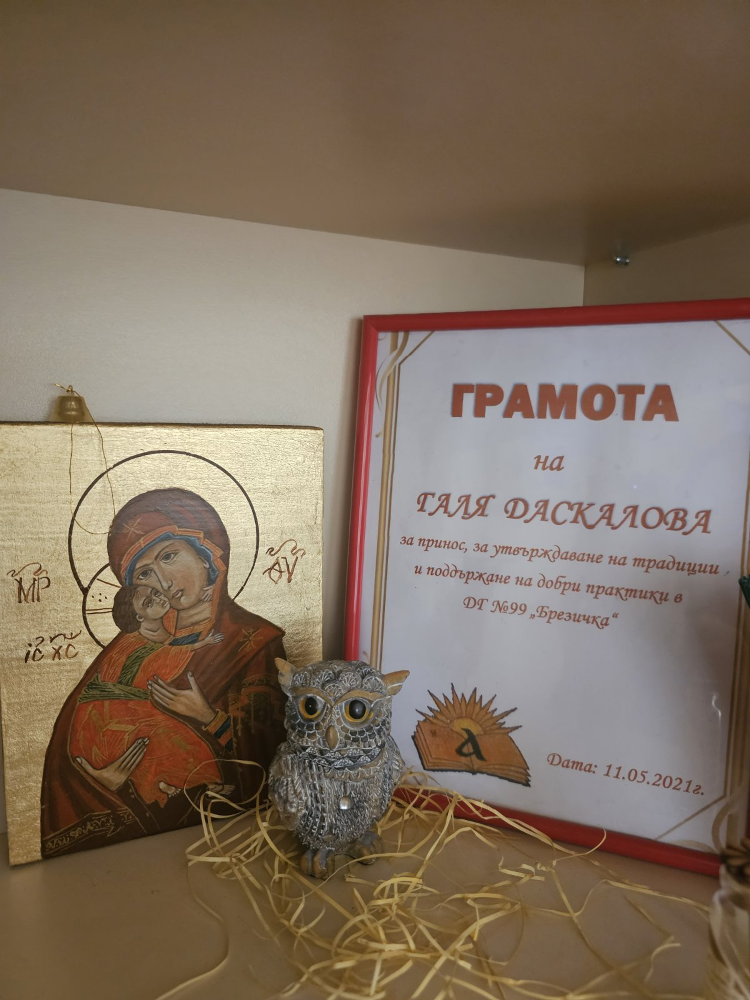 МР
ΑV
ic xc
ГРАМОТА
на
ГАЛЯ ДАСКАЛОВА
за принос, за утвърждаване на традиции
и поддържане на добри практики в
ДГ №99 „Брезичка“
а
Дата: 11.05.2021г.